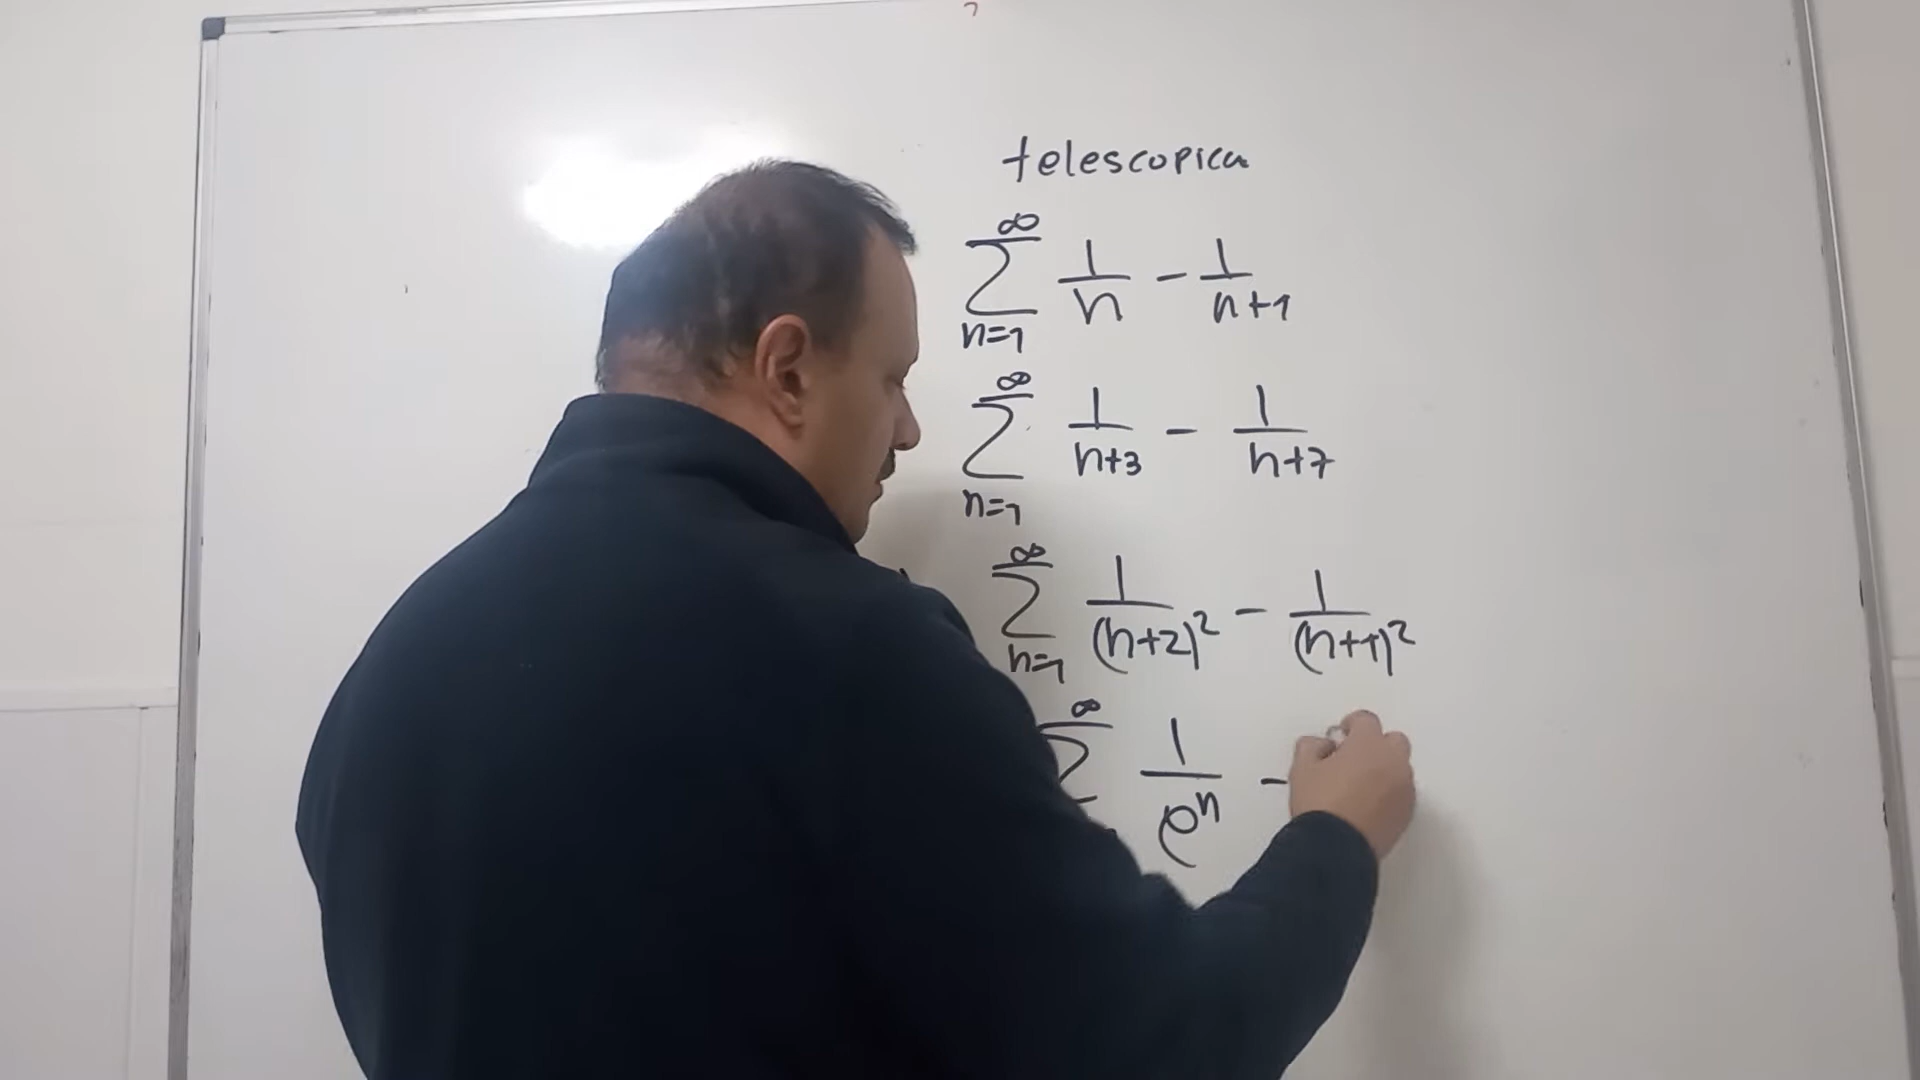 telescopica
∞ ∑ n=1 1/n - 1/n+1
∞ ∑ n=1 1/n+3 - 1/n+7
∞ ∑ n=1 1/(n+2)² - 1/(n+1)²
∞ ∑ 1/eⁿ -